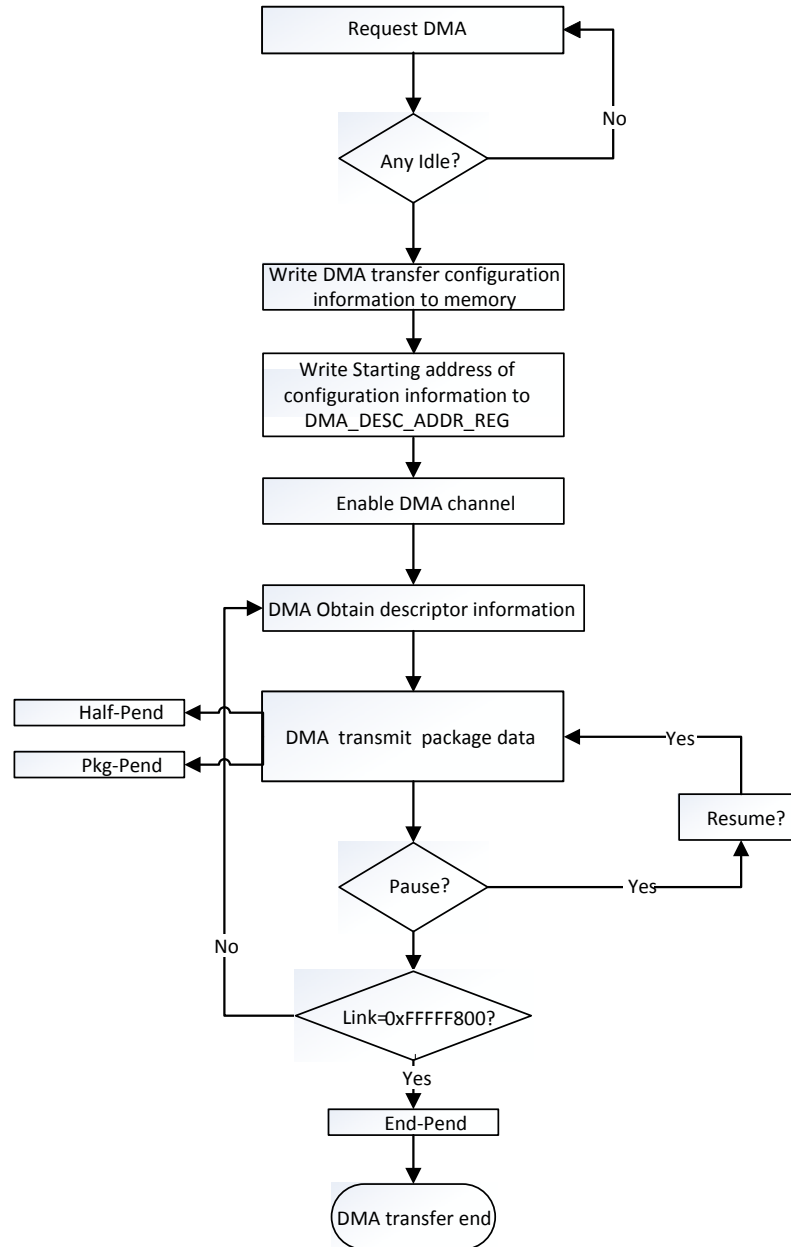 Request DMA
No
Any Idle?
Write DMA transfer configuration
information to memory
Write Starting address of
configuration information to
DMA_DESC_ADDR_REG
Enable DMA channel
DMA Obtain descriptor information
Half-Pend
DMA transmit package data
Yes
Pkg-Pend
Resume?
Pause?
Yes
No
Link=0xFFFFF800?
Yes
End-Pend
DMA transfer end